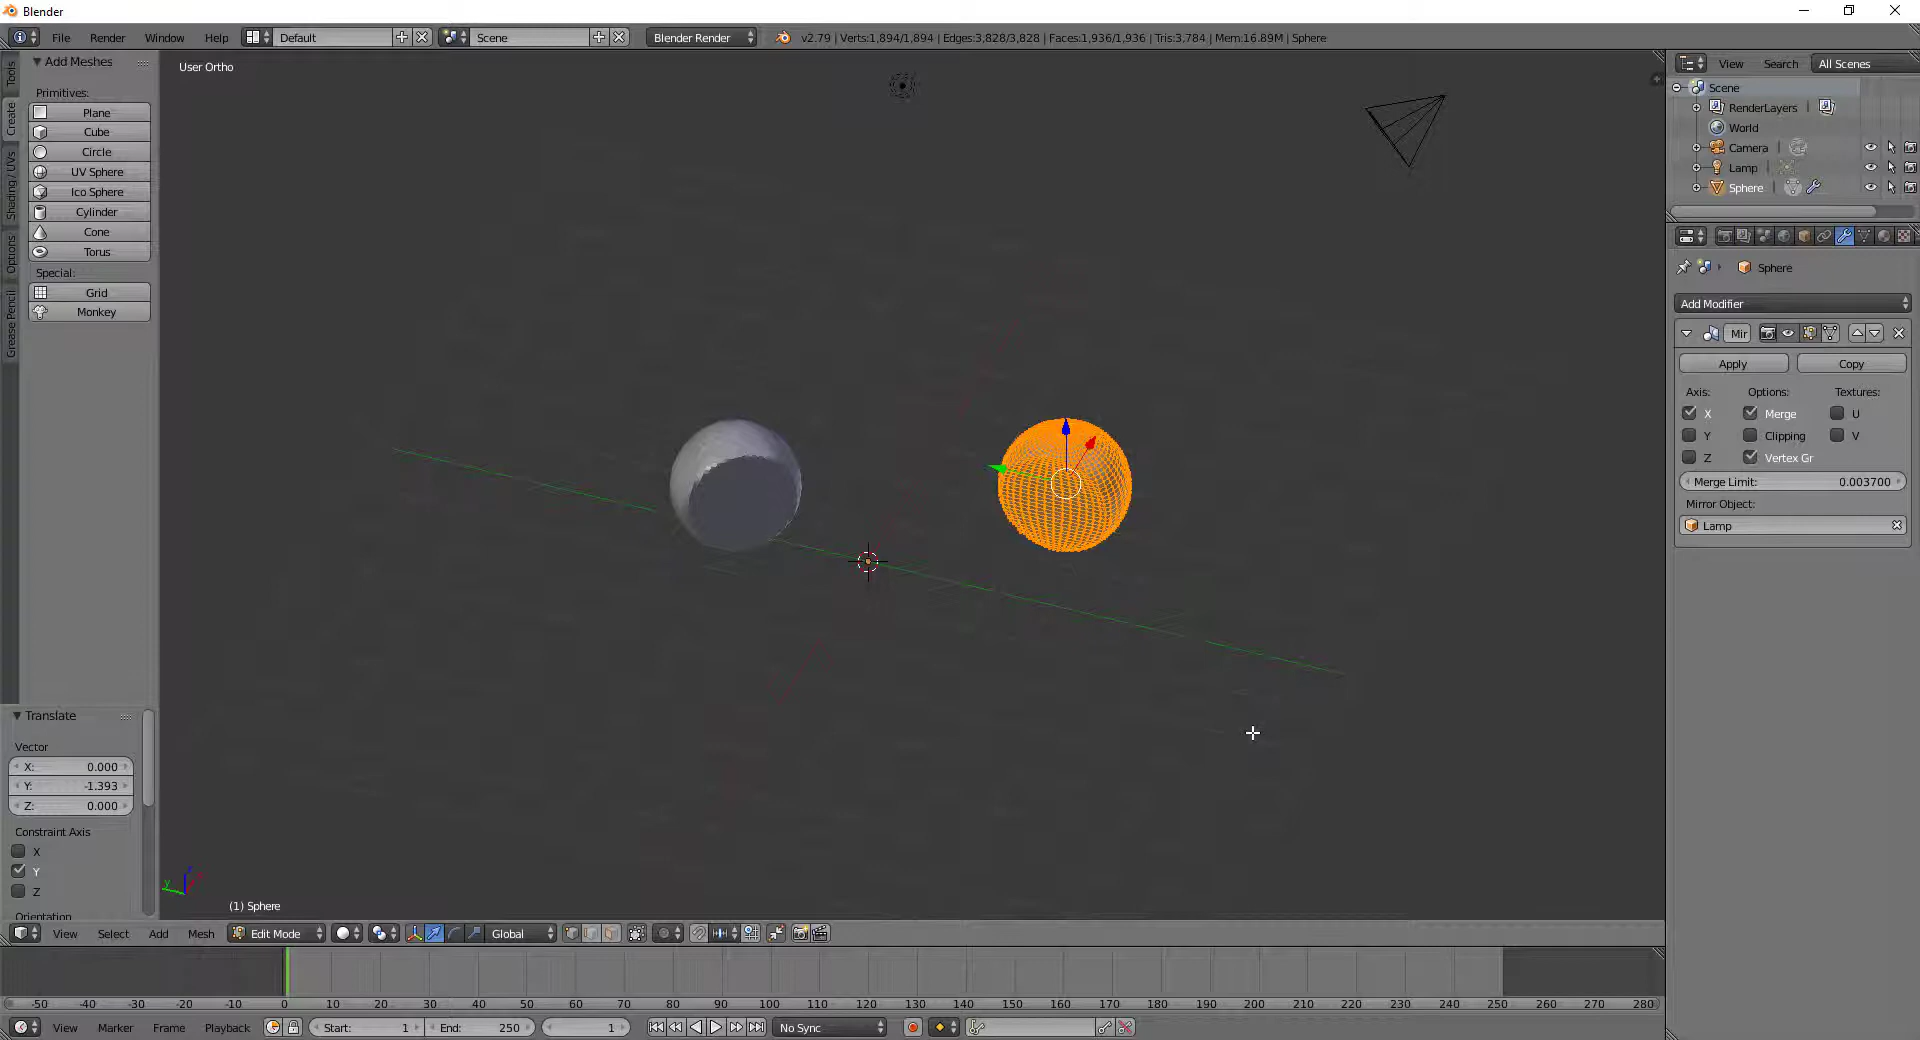 Blender
File Render Window Help Default Scene Blender Render v2.79 | Verts:1,894/1,894 | Edges:3,828/3,828 | Faces:1,936/1,936 | Tris:3,784 | Mem:16.89M | Sphere
Tools
Create
Shading / UVs
Options
Grease Pencil
Add Meshes
Primitives:
Plane
Cube
Circle
UV Sphere
Ico Sphere
Cylinder
Cone
Torus
Special:
Grid
Monkey
Translate
Vector
X: 0.000
Y: -1.393
Z: 0.000
Constraint Axis
X
Y
Z
Orientation
User Ortho
(1) Sphere
View Search All Scenes
Scene
RenderLayers
World
Camera
Lamp
Sphere
Sphere
Add Modifier
Mir
Apply Copy
Axis: Options: Textures:
X Merge U
Y Clipping V
Z Vertex Gr
Merge Limit: 0.003700
Mirror Object:
Lamp
View Select Add Mesh Edit Mode Global
-50 -40 -30 -20 -10 0 10 20 30 40 50 60 70 80 90 100 110 120 130 140 150 160 170 180 190 200 210 220 230 240 250 260 270 280
View Marker Frame Playback Start: 1 End: 250 1 No Sync